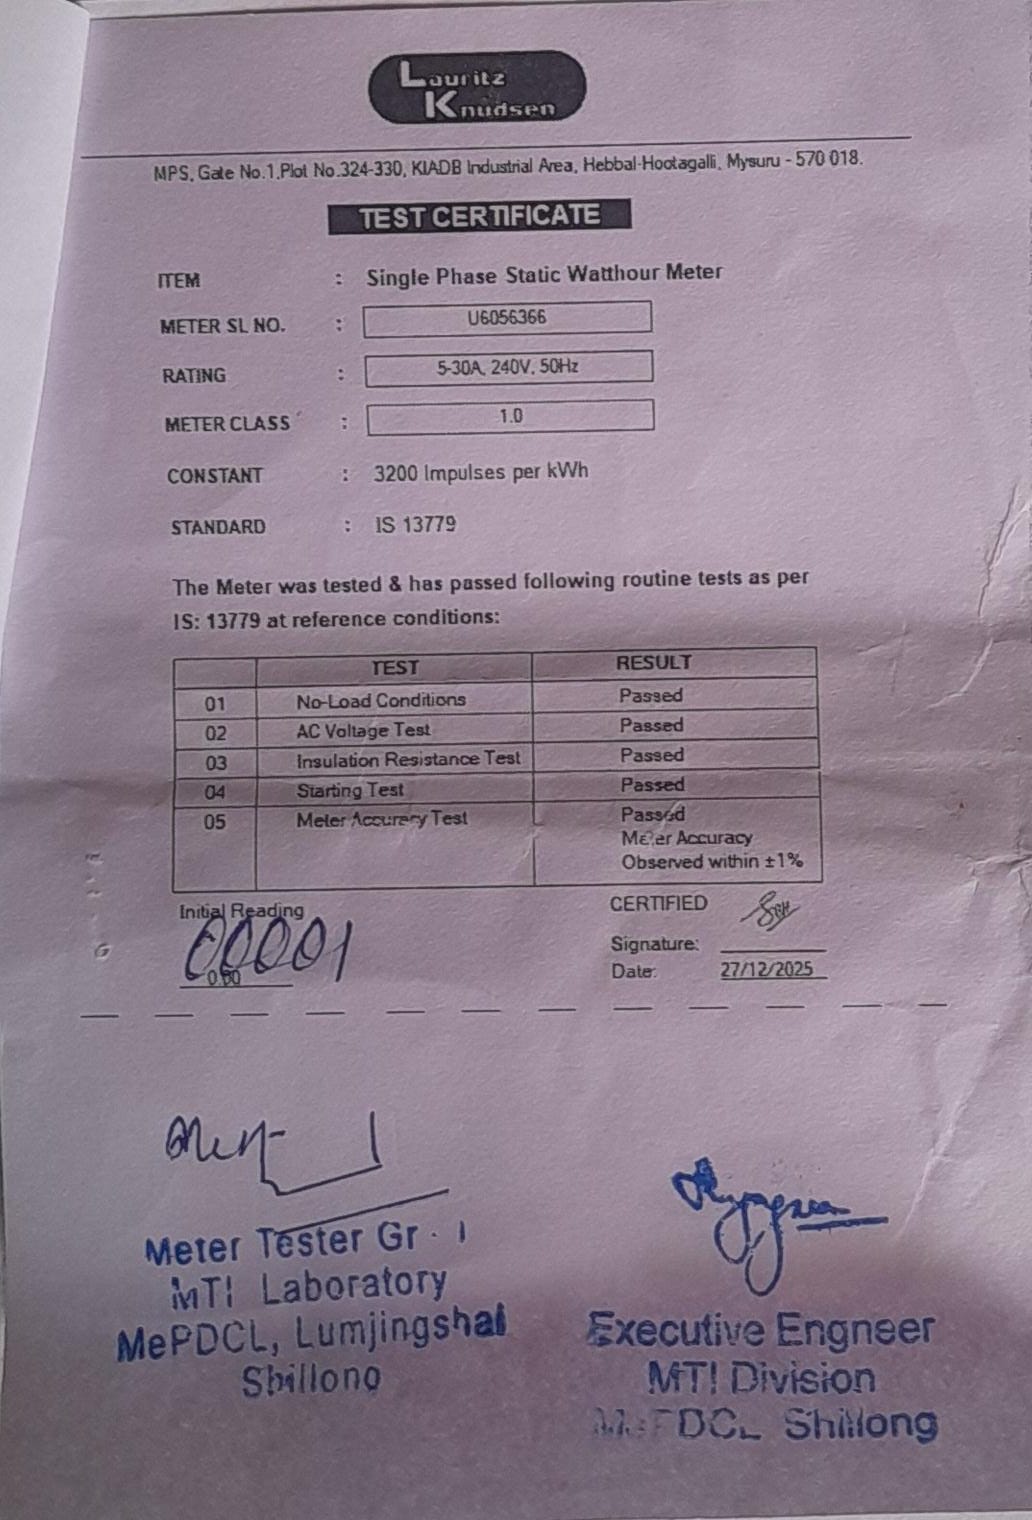 Lauritz
Knudsen
MPS, Gate No.1,Plot No.324-330, KIADB Industrial Area, Hebbal-Hootagalli, Mysuru - 570 018.
TEST CERTIFICATE
ITEM : Single Phase Static Watthour Meter
METER SL NO. : U6056366
RATING : 5-30A, 240V, 50Hz
METER CLASS : 1.0
CONSTANT : 3200 Impulses per kWh
STANDARD : IS 13779
The Meter was tested & has passed following routine tests as per
IS: 13779 at reference conditions:
TEST RESULT
01 No-Load Conditions Passed
02 AC Voltage Test Passed
03 Insulation Resistance Test Passed
04 Starting Test Passed
05 Meter Accuracy Test Passed
Meter Accuracy
Observed within ±1%
Initial Reading
00001
0.00
CERTIFIED
Signature:
Date: 27/12/2025
Meter Tester Gr - I
MTI Laboratory
MePDCL, Lumjingshai
Shillong
Executive Engneer
MTI Division
MePDCL Shillong